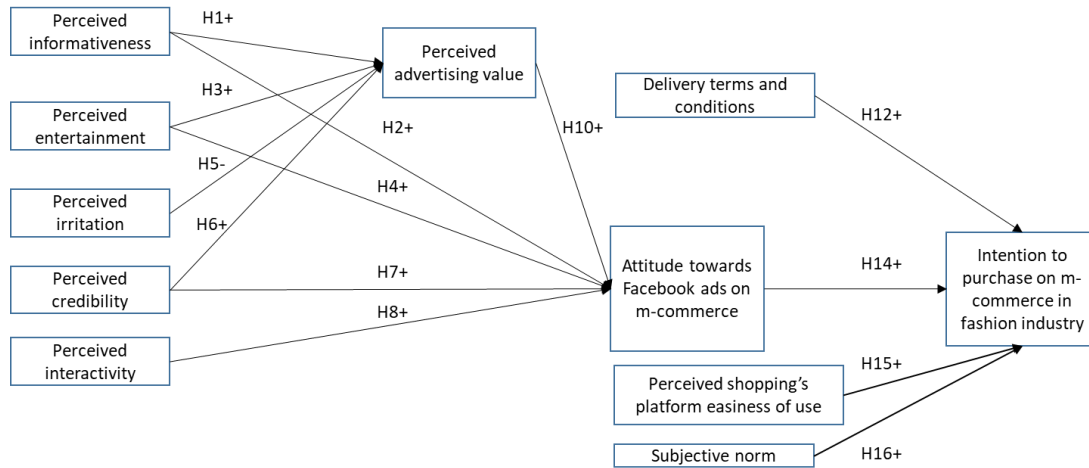 Perceived
informativeness
H1+
Perceived
advertising value
Delivery terms and
conditions
H3+
Perceived
entertainment
H2+
H10+
H12+
H5-
H4+
Perceived
irritation
H6+
Perceived
credibility
H7+
Attitude towards
Facebook ads on
m-commerce
H14+
Intention to
purchase on m-
commerce in
fashion industry
H8+
Perceived
interactivity
Perceived shopping's
platform easiness of use
H15+
Subjective norm
H16+